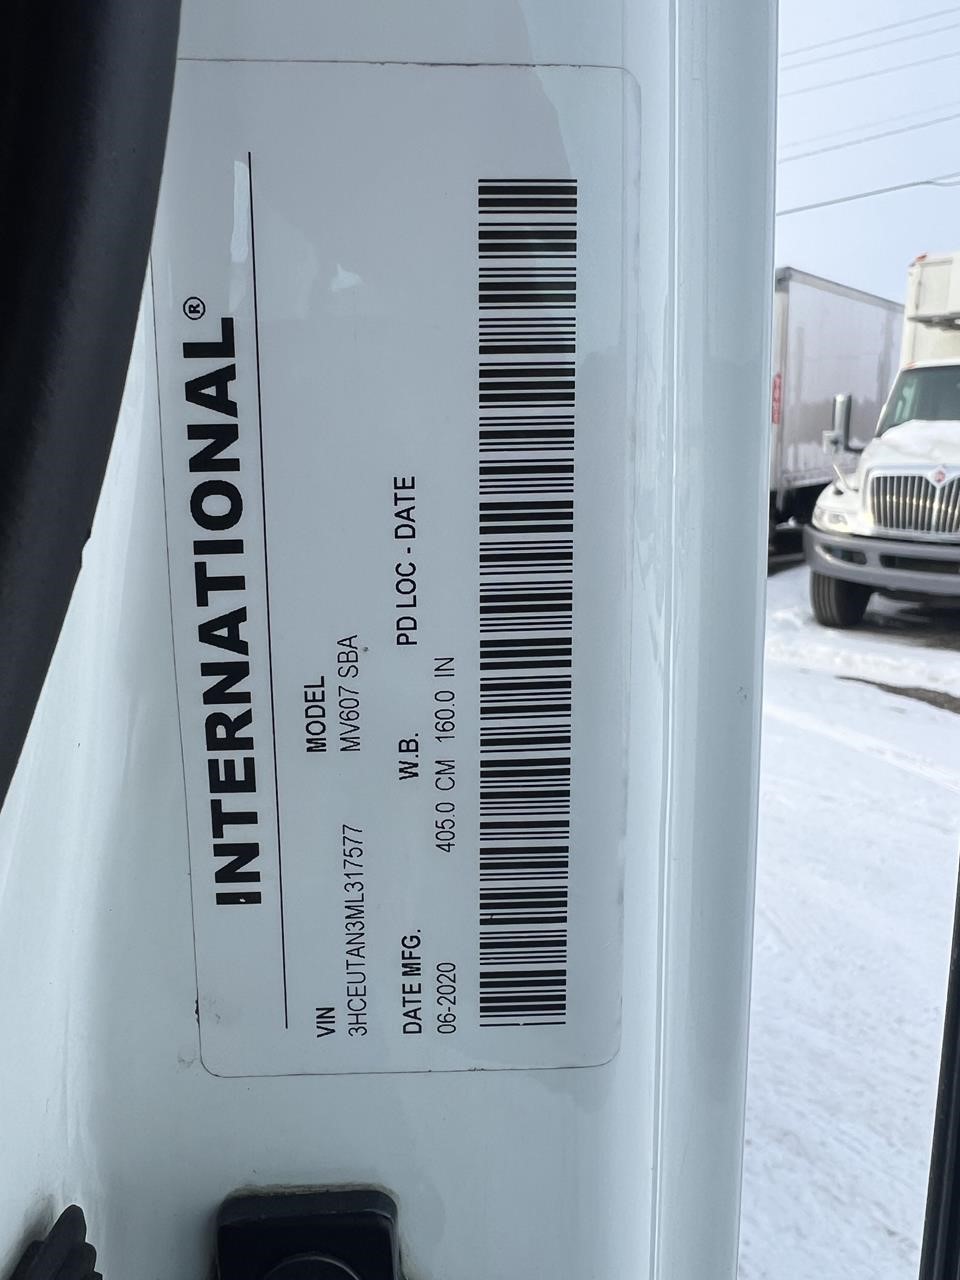 INTERNATIONAL®
VIN MODEL
3HCEUTAN3ML317577 MV607 SBA
DATE MFG. W.B. PD LOC - DATE
06-2020 405.0 CM 160.0 IN